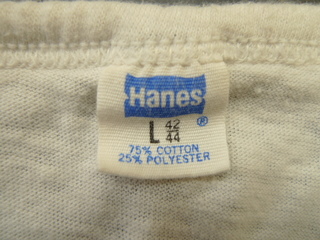 Hanes
L 42/44 ®
75% COTTON
25% POLYESTER